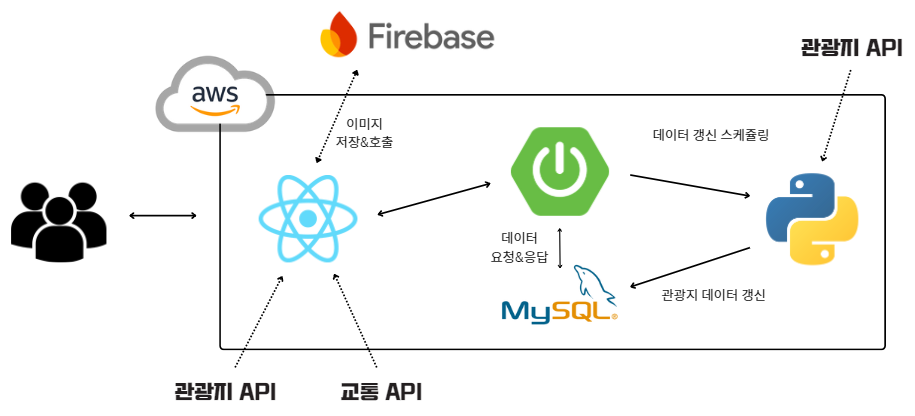 Firebase
관광지 API
aws
이미지
저장&호출
데이터 갱신 스케쥴링
데이터
요청&응답
MySQL®
관광지 데이터 갱신
관광지 API
교통 API